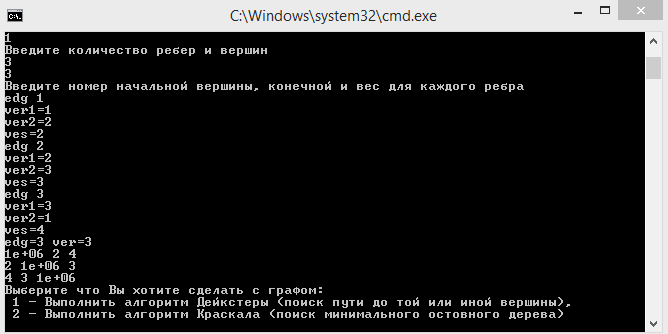 C:\Windows\system32\cmd.exe
1
Введите количество ребер и вершин
3
3
Введите номер начальной вершины, конечной и вес для каждого ребра
edg 1
ver1=1
ver2=2
ves=2
edg 2
ver1=2
ver2=3
ves=3
edg 3
ver1=3
ver2=1
ves=4
edg=3 ver=3
1e+06 2 4
2 1e+06 3
4 3 1e+06
Выберите что Вы хотите сделать с графом:
1 - Выполнить алгоритм Дейкстеры (поиск пути до той или иной вершины),
2 - Выполнить алгоритм Краскала (поиск минимального остовного дерева)